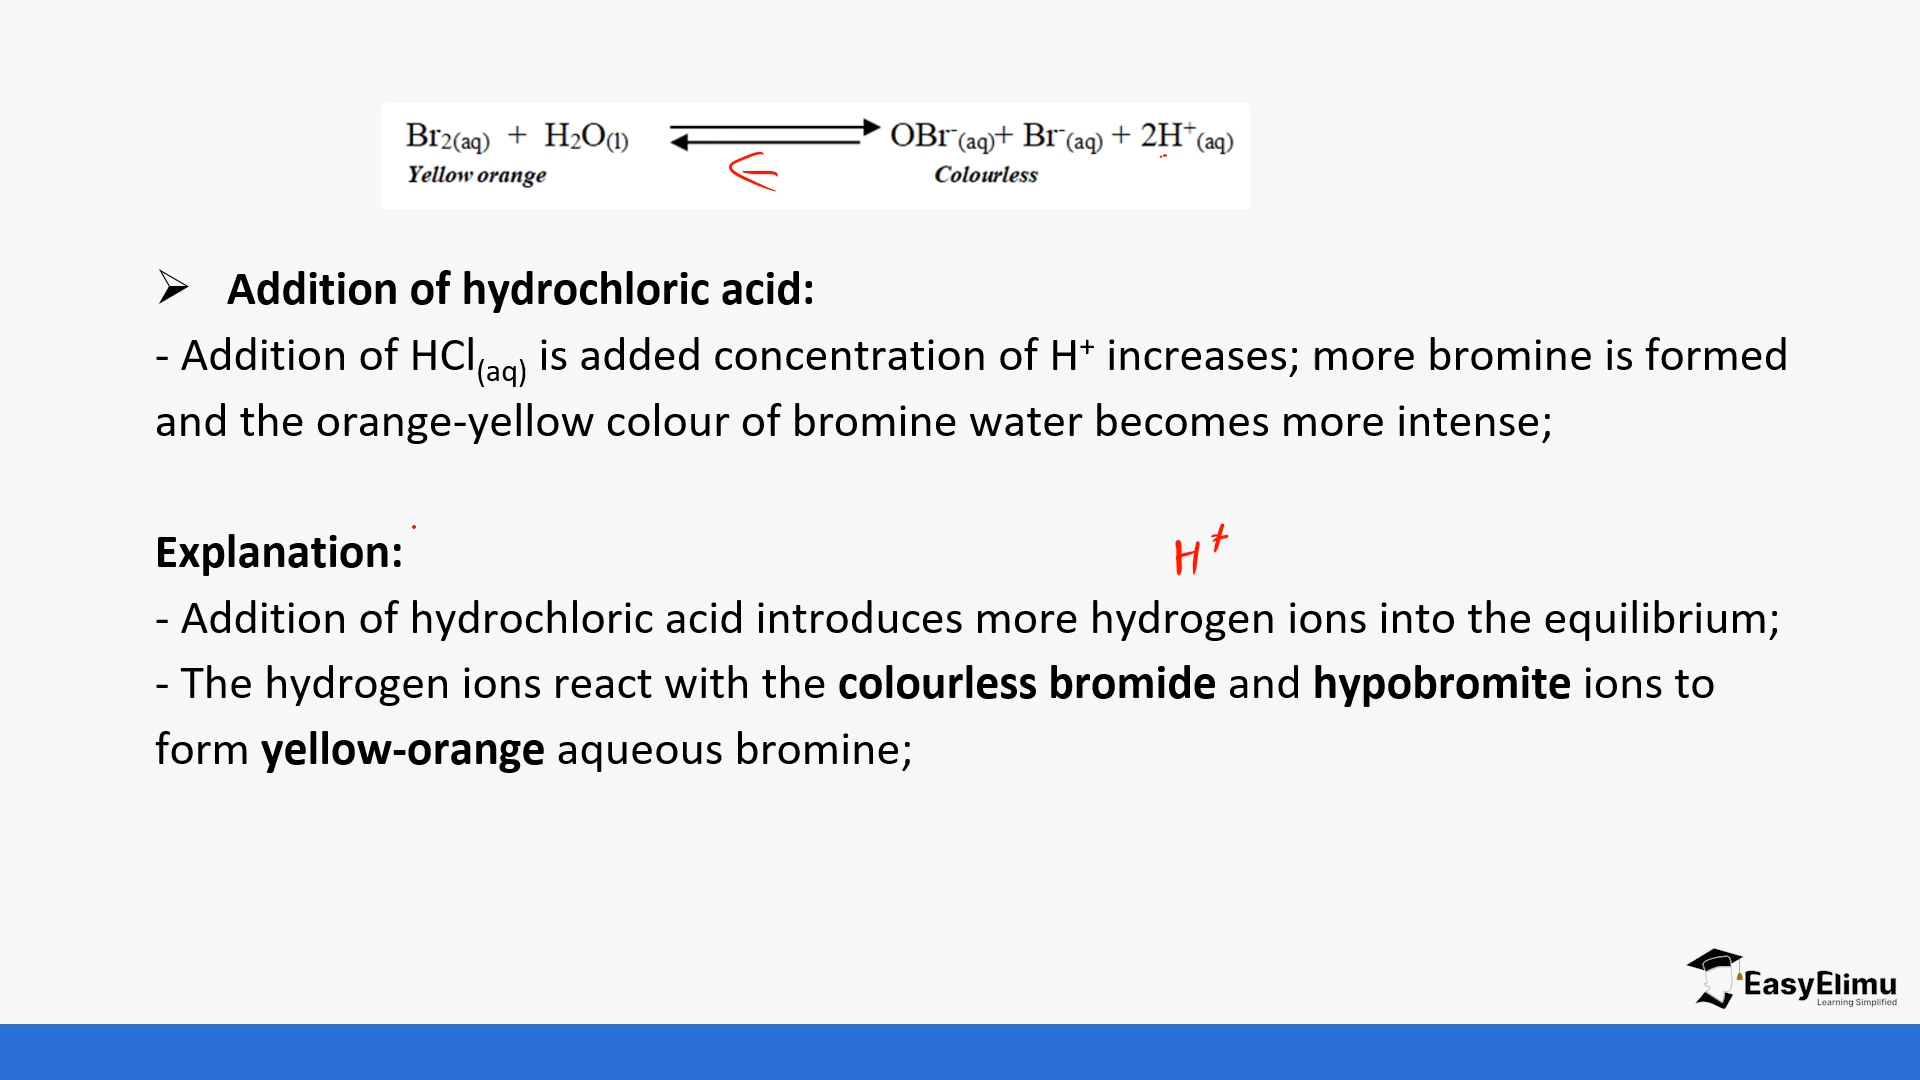 Br2(aq) + H2O(l) OBr-(aq)+ Br-(aq) + 2H+(aq)
Yellow orange Colourless
➢ Addition of hydrochloric acid:
- Addition of HCl(aq) is added concentration of H+ increases; more bromine is formed
and the orange-yellow colour of bromine water becomes more intense;
H+
Explanation:
- Addition of hydrochloric acid introduces more hydrogen ions into the equilibrium;
- The hydrogen ions react with the colourless bromide and hypobromite ions to
form yellow-orange aqueous bromine;
EasyElimu
Learning Simplified